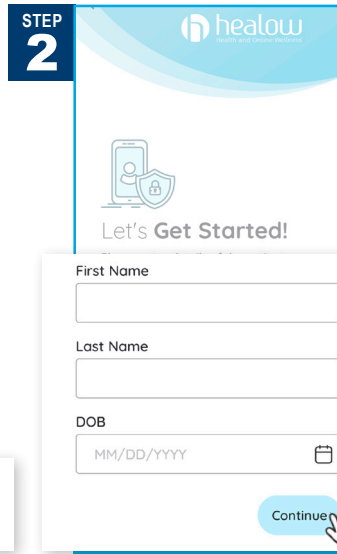 STEP
2
healow
Health and Online Wellness
Let's Get Started!
First Name
Last Name
DOB
MM/DD/YYYY
Continue